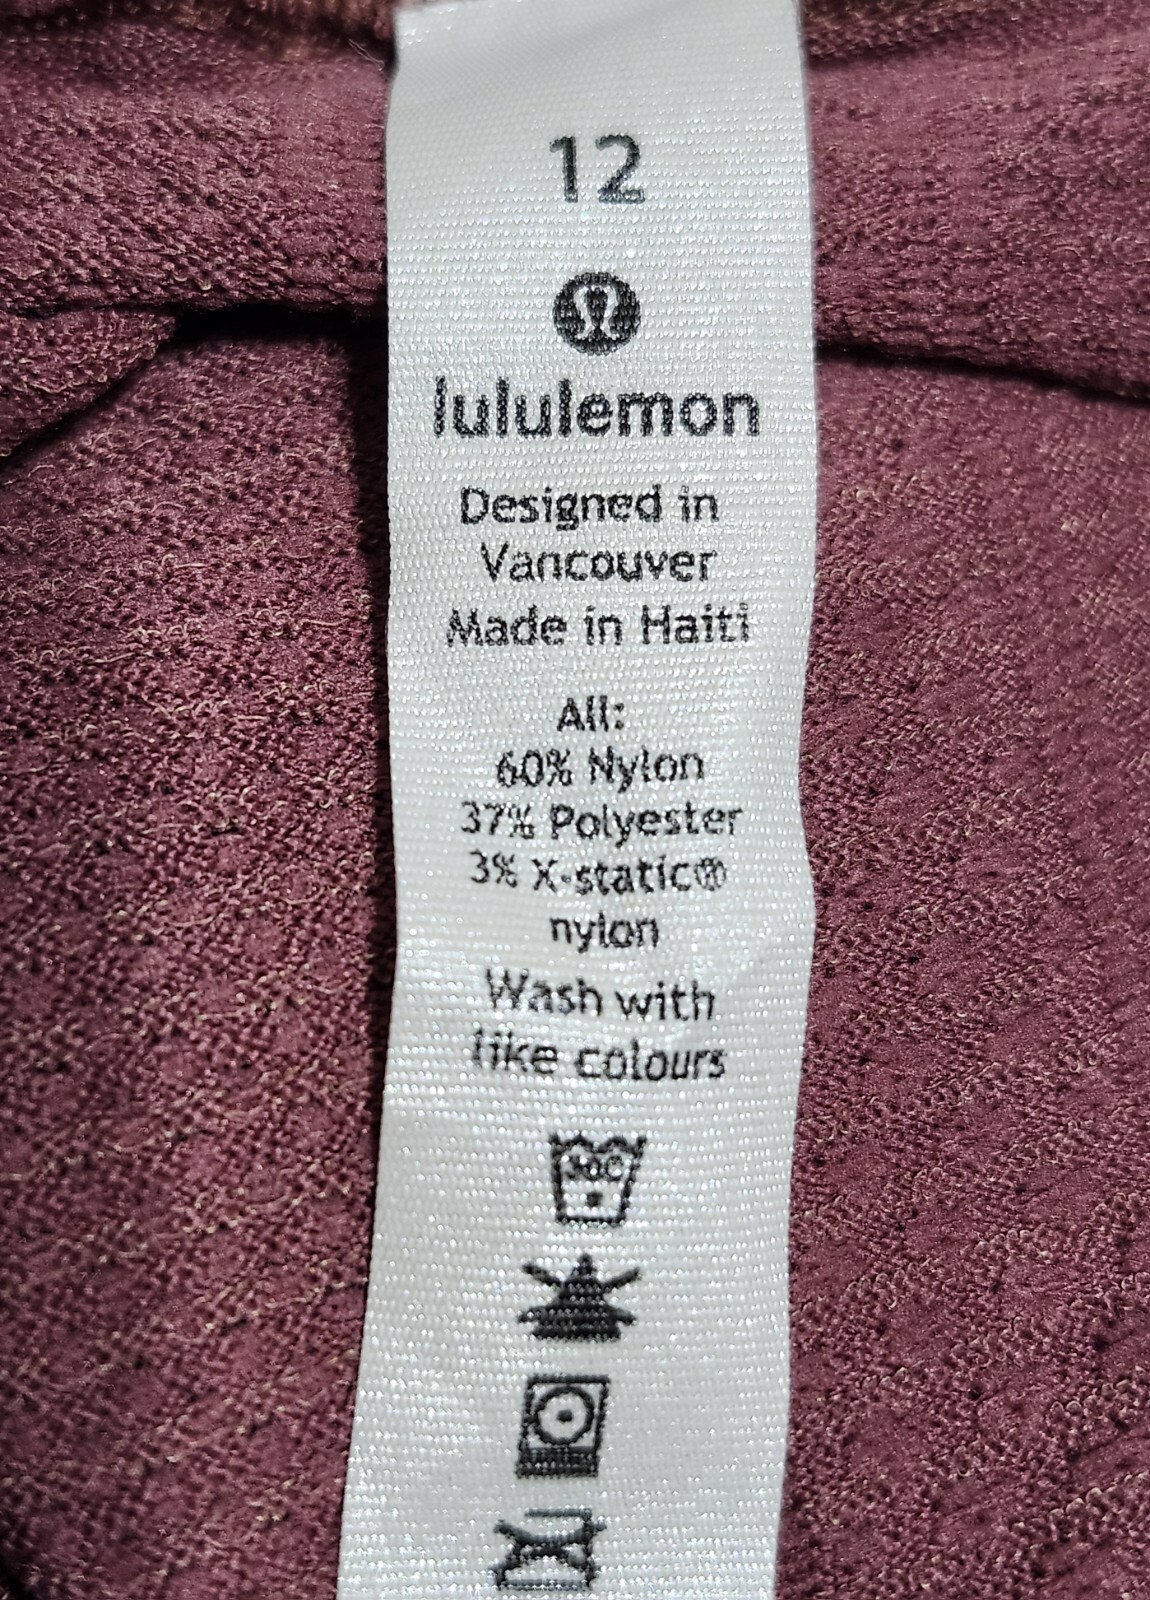 12
lululemon
Designed in
Vancouver
Made in Haiti
All:
60% Nylon
37% Polyester
3% X-static®
nylon
Wash with
like colours
30C